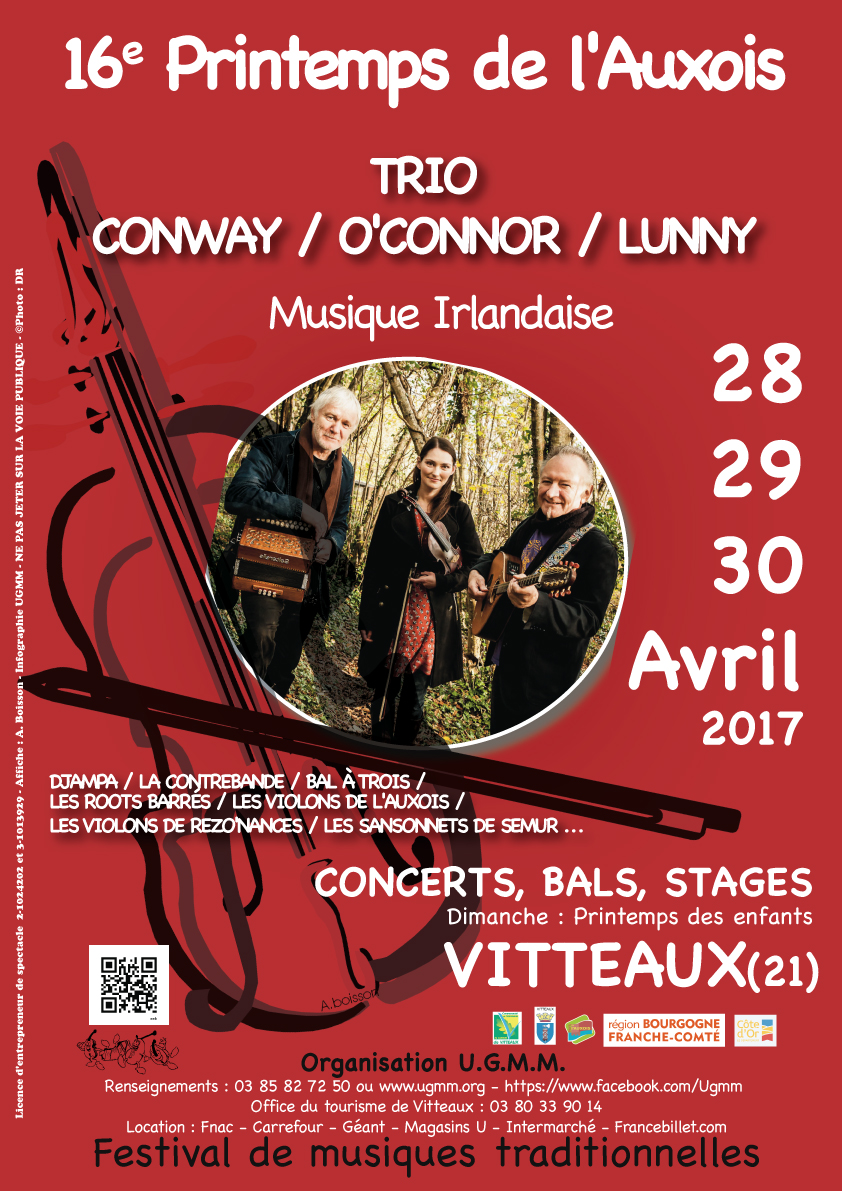 16e Printemps de l'Auxois
TRIO
CONWAY / O'CONNOR / LUNNY
Musique Irlandaise
28
29
30
Avril
2017
DJAMPA / LA CONTREBANDE / BAL À TROIS /
LES ROOTS BARRÉS / LES VIOLONS DE L'AUXOIS /
LES VIOLONS DE REZO'NANCES / LES SANSONNETS DE SEMUR ...
CONCERTS, BALS, STAGES
Dimanche : Printemps des enfants
VITTEAUX(21)
A.boisson
VITTEAUX
région BOURGOGNE
FRANCHE-COMTÉ
Côte
d'Or
Organisation U.G.M.M.
Renseignements : 03 85 82 72 50 ou www.ugmm.org - https://www.facebook.com/Ugmm
Office du tourisme de Vitteaux : 03 80 33 90 14
Location : Fnac - Carrefour - Géant - Magasins U - Intermarché - Francebillet.com
Festival de musiques traditionnelles
Licence d'entrepreneur de spectacle 2-1024202 et 3-1013929 - Affiche : A. Boisson - Infographie UGMM - NE PAS JETER SUR LA VOIE PUBLIQUE - ©Photo : DR